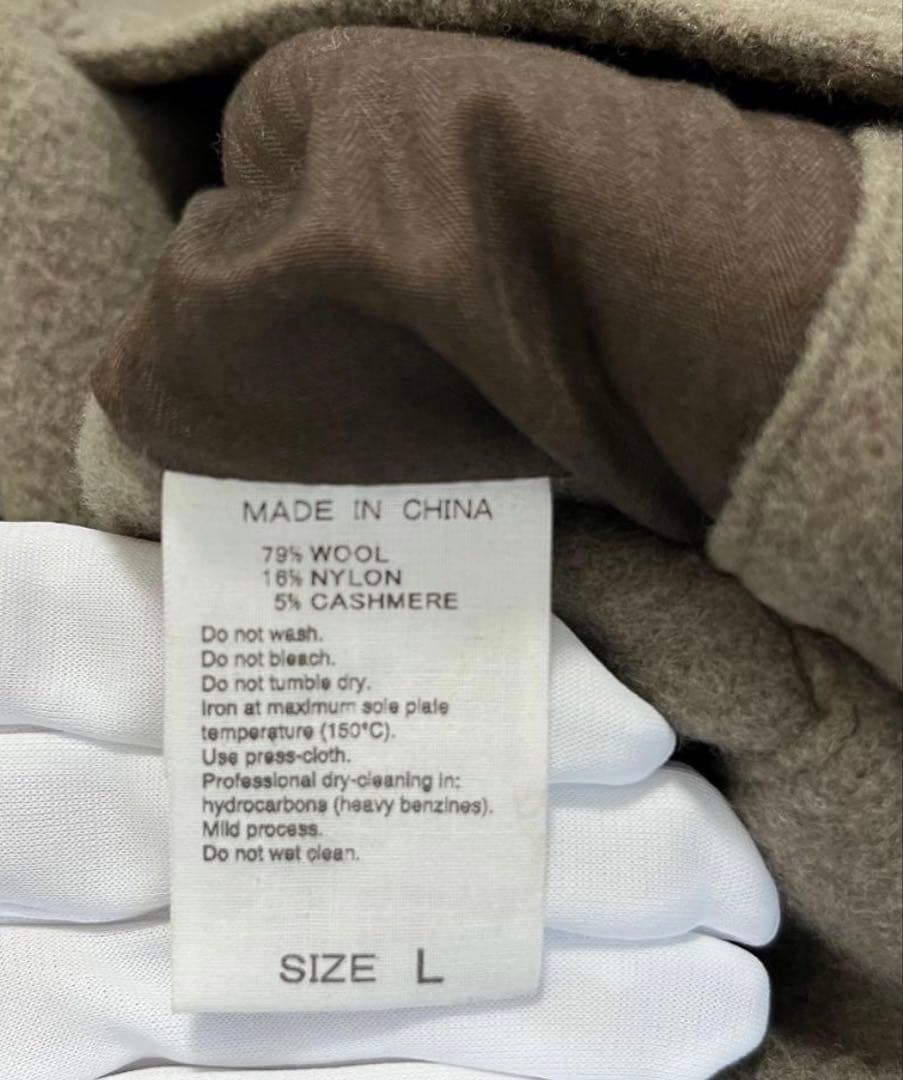 MADE IN CHINA
79% WOOL
16% NYLON
5% CASHMERE
Do not wash.
Do not bleach.
Do not tumble dry.
Iron at maximum sole plate
temperature (150°C).
Use press-cloth.
Professional dry-cleaning in:
hydrocarbons (heavy benzines).
Mild process.
Do not wet clean.
SIZE L